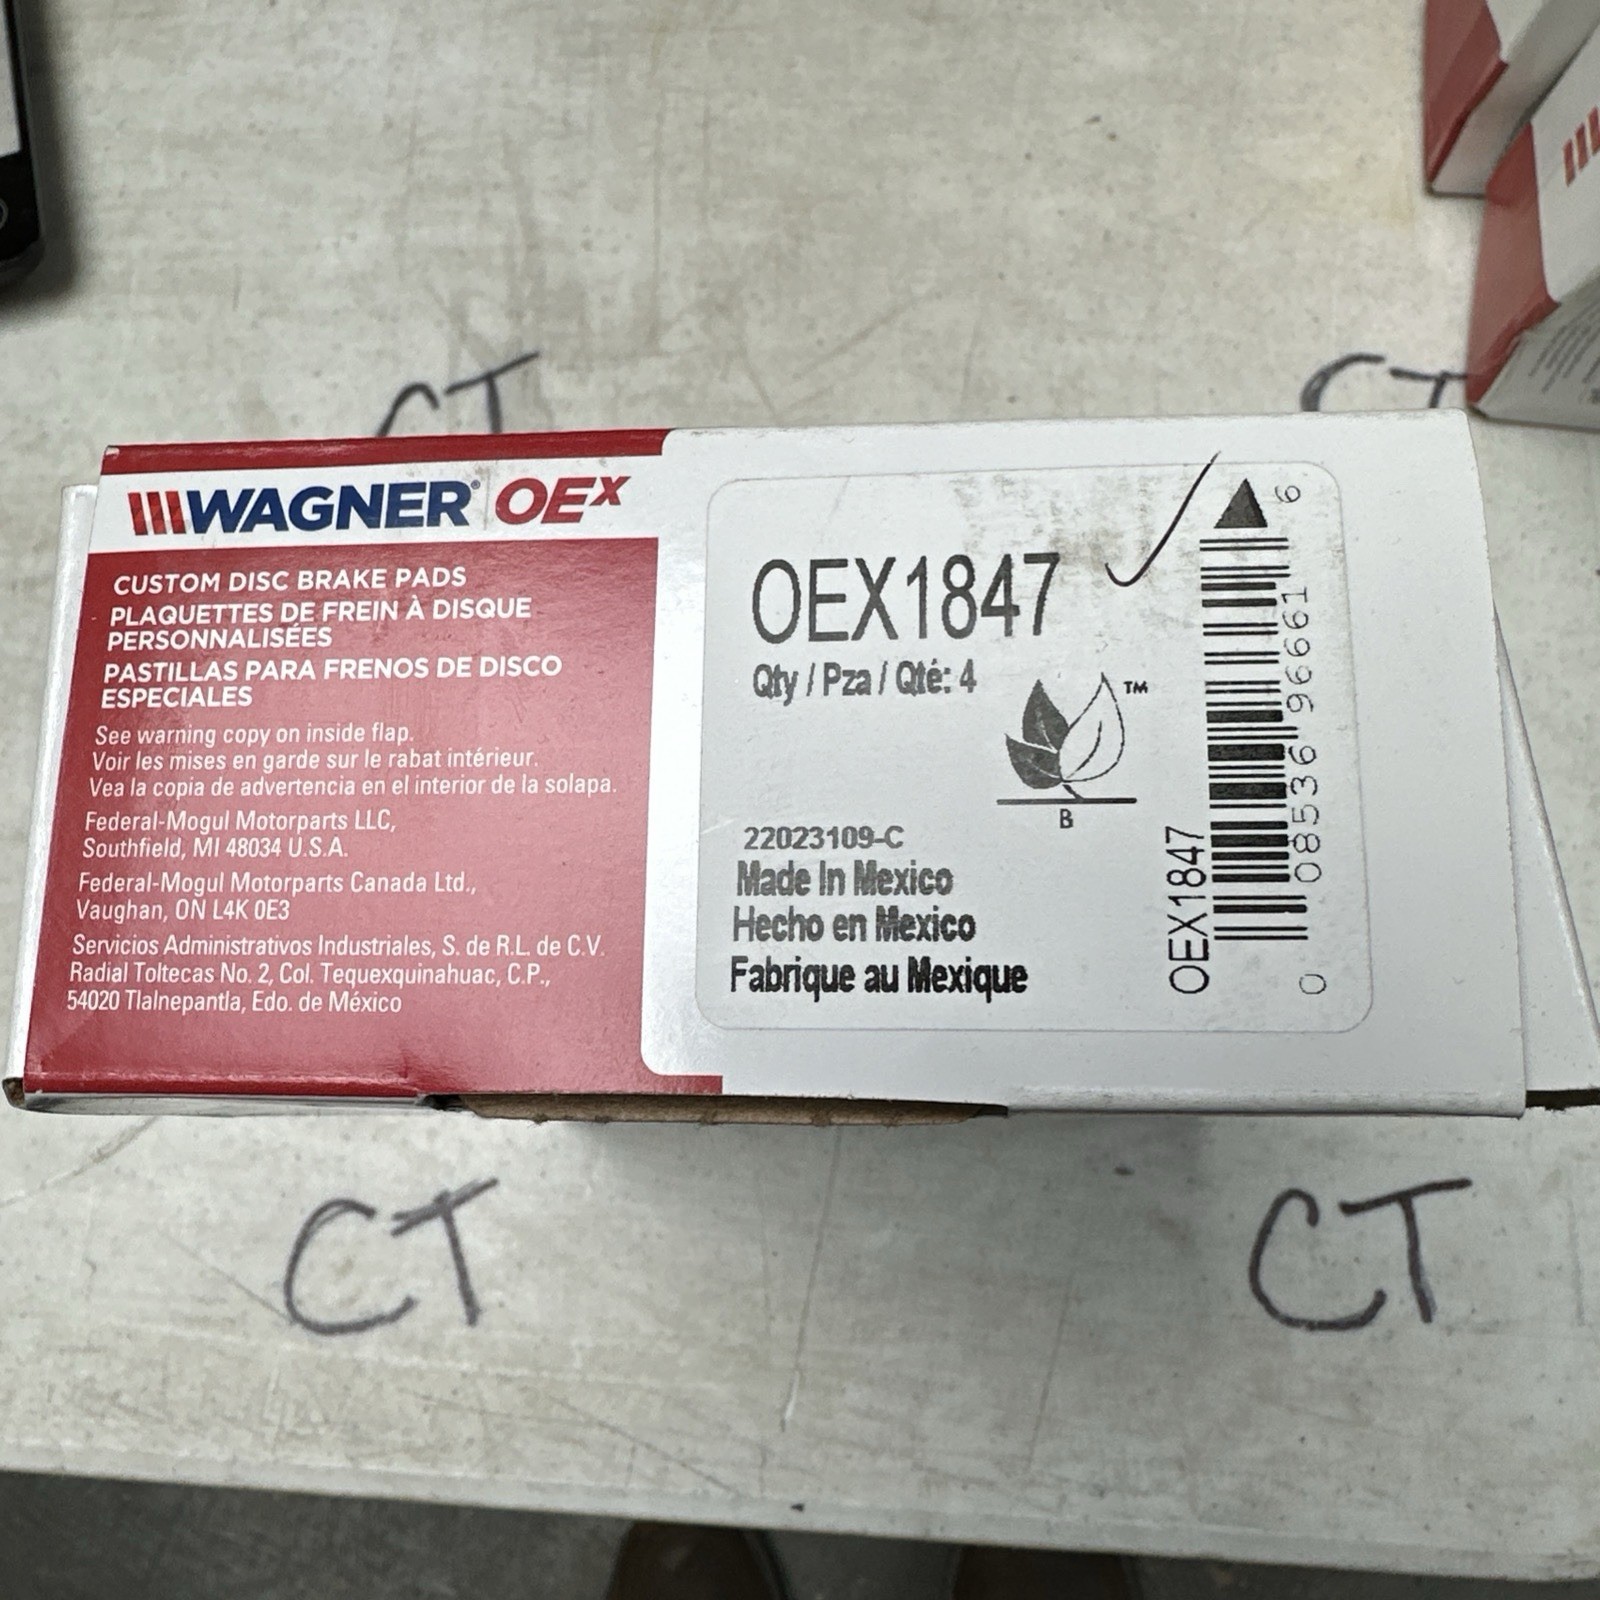 CT
CT
WAGNER® OEX
CUSTOM DISC BRAKE PADS
PLAQUETTES DE FREIN À DISQUE
PERSONNALISÉES
PASTILLAS PARA FRENOS DE DISCO
ESPECIALES
See warning copy on inside flap.
Voir les mises en garde sur le rabat intérieur.
Vea la copia de advertencia en el interior de la solapa.
Federal-Mogul Motorparts LLC,
Southfield, MI 48034 U.S.A.
Federal-Mogul Motorparts Canada Ltd.,
Vaughan, ON L4K 0E3
Servicios Administrativos Industriales, S. de R.L. de C.V.
Radial Toltecas No. 2, Col. Tequexquinahuac, C.P.,
54020 Tlalnepantla, Edo. de México
OEX1847
Qty / Pza / Qté: 4
TM
B
22023109-C
Made In Mexico
Hecho en Mexico
Fabrique au Mexique
OEX1847
0 08536 96661 6
CT
CT